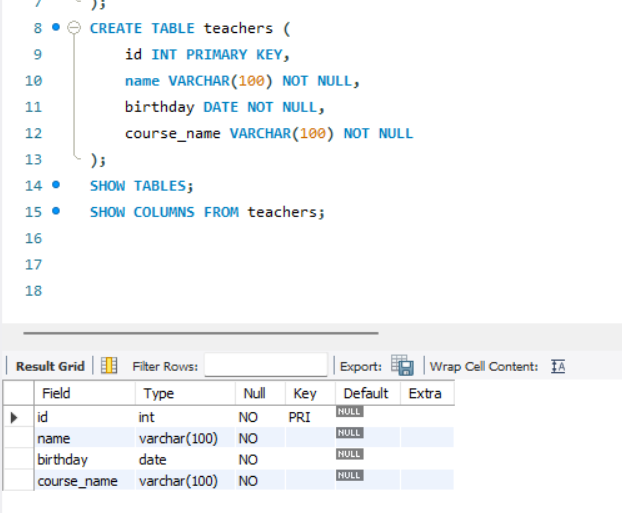 7 );
8 CREATE TABLE teachers (
9 id INT PRIMARY KEY,
10 name VARCHAR(100) NOT NULL,
11 birthday DATE NOT NULL,
12 course_name VARCHAR(100) NOT NULL
13 );
14 SHOW TABLES;
15 SHOW COLUMNS FROM teachers;
16
17
18
Result Grid Filter Rows: Export: Wrap Cell Content: IA
Field Type Null Key Default Extra
id int NO PRI NULL
name varchar(100) NO NULL
birthday date NO NULL
course_name varchar(100) NO NULL